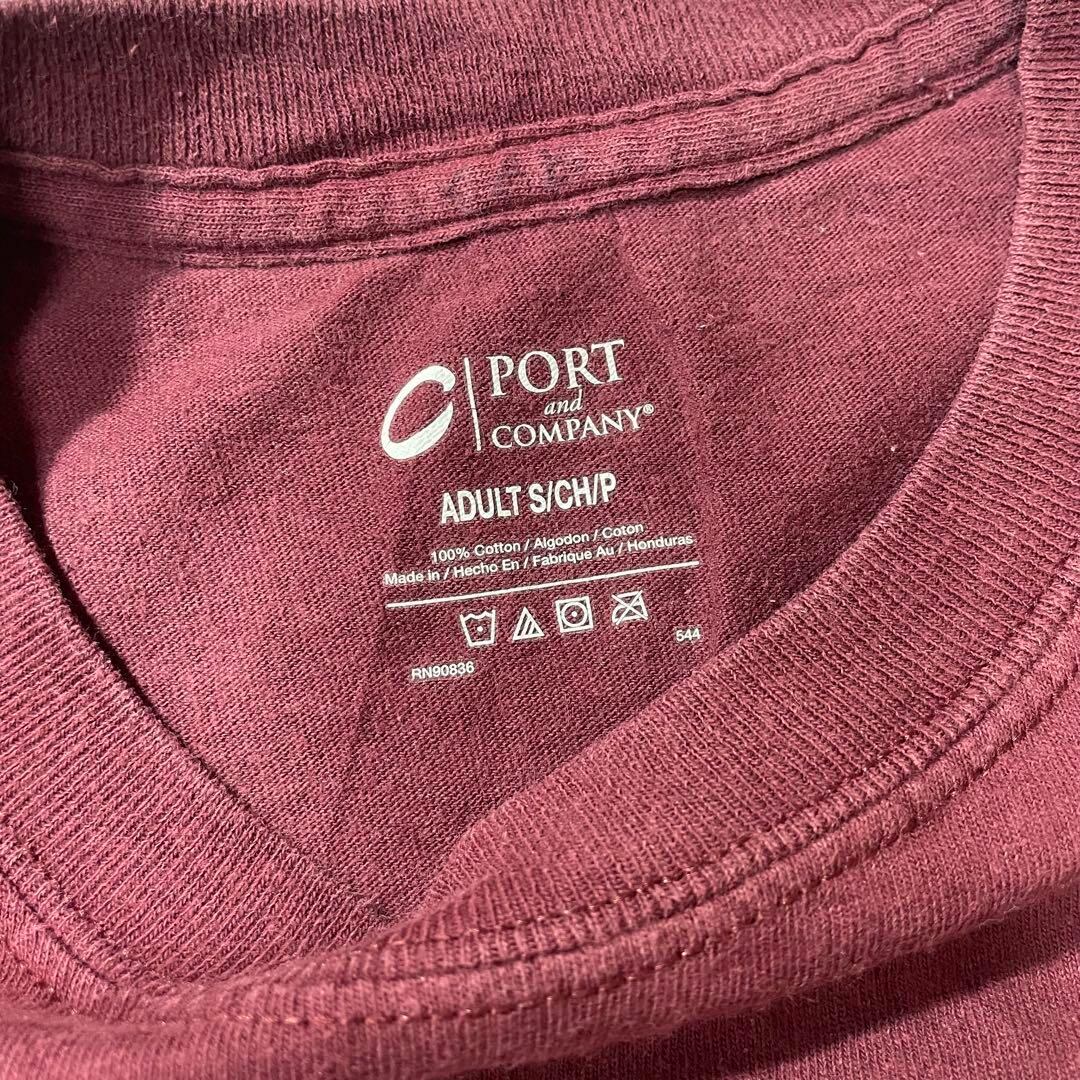 PORT
and
COMPANY®
ADULT S/CH/P
100% Cotton / Algodon / Coton
Made in / Hecho En / Fabrique Au / Honduras
RN90836 544